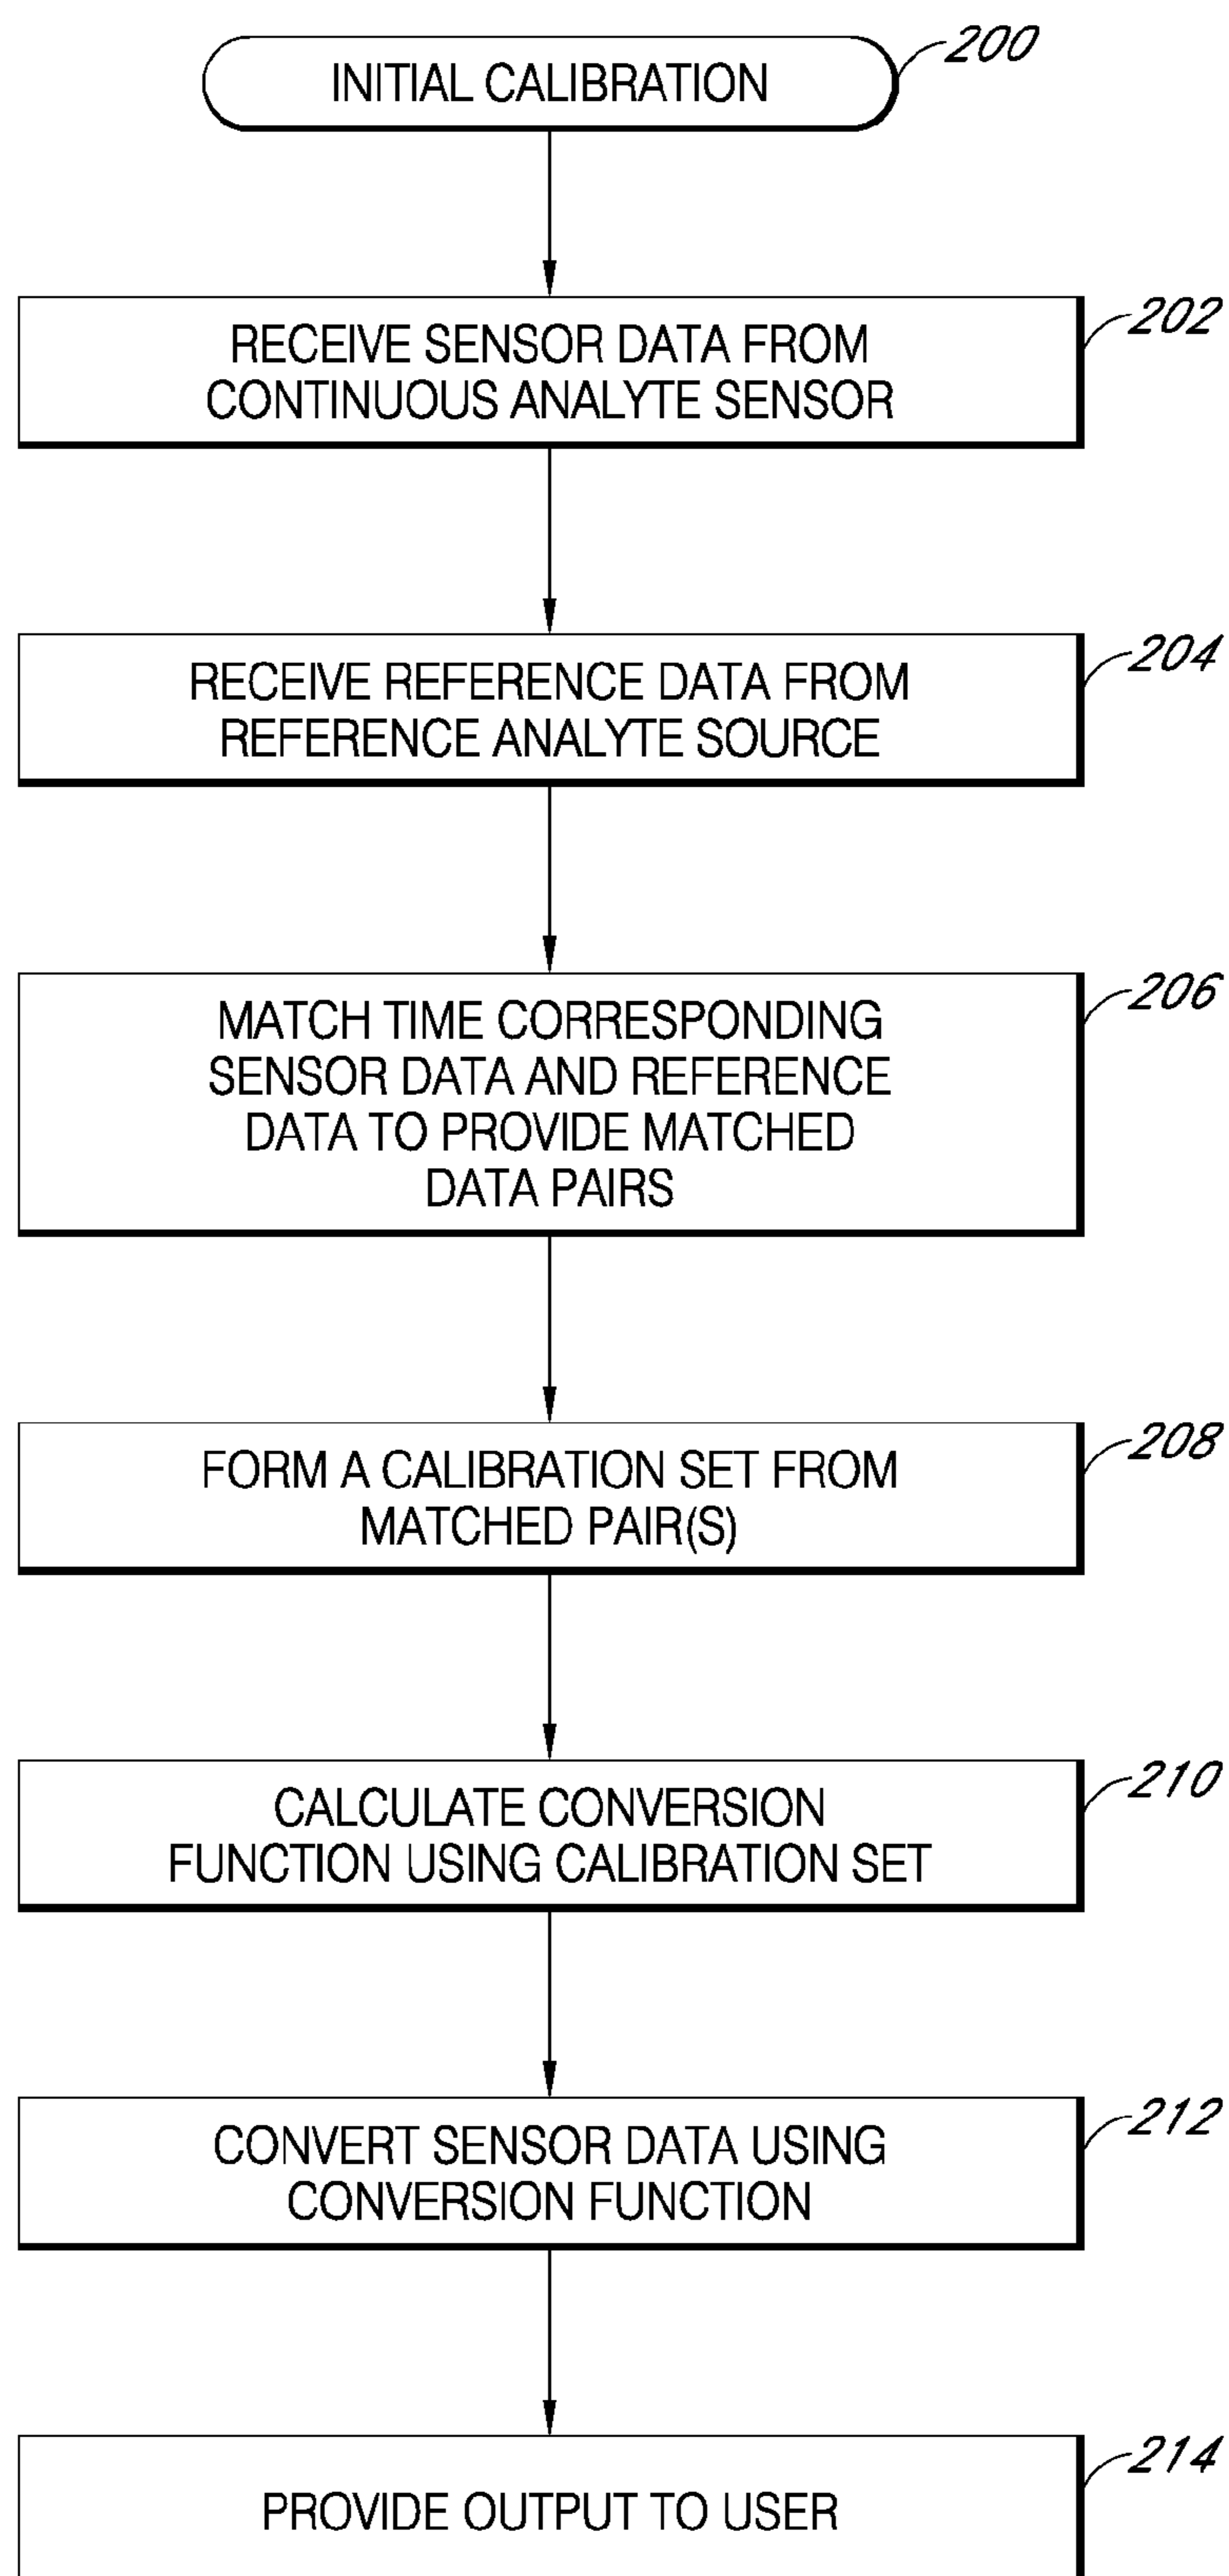 INITIAL CALIBRATION
200
RECEIVE SENSOR DATA FROM
CONTINUOUS ANALYTE SENSOR
202
RECEIVE REFERENCE DATA FROM
REFERENCE ANALYTE SOURCE
204
MATCH TIME CORRESPONDING
SENSOR DATA AND REFERENCE
DATA TO PROVIDE MATCHED
DATA PAIRS
206
FORM A CALIBRATION SET FROM
MATCHED PAIR(S)
208
CALCULATE CONVERSION
FUNCTION USING CALIBRATION SET
210
CONVERT SENSOR DATA USING
CONVERSION FUNCTION
212
PROVIDE OUTPUT TO USER
214